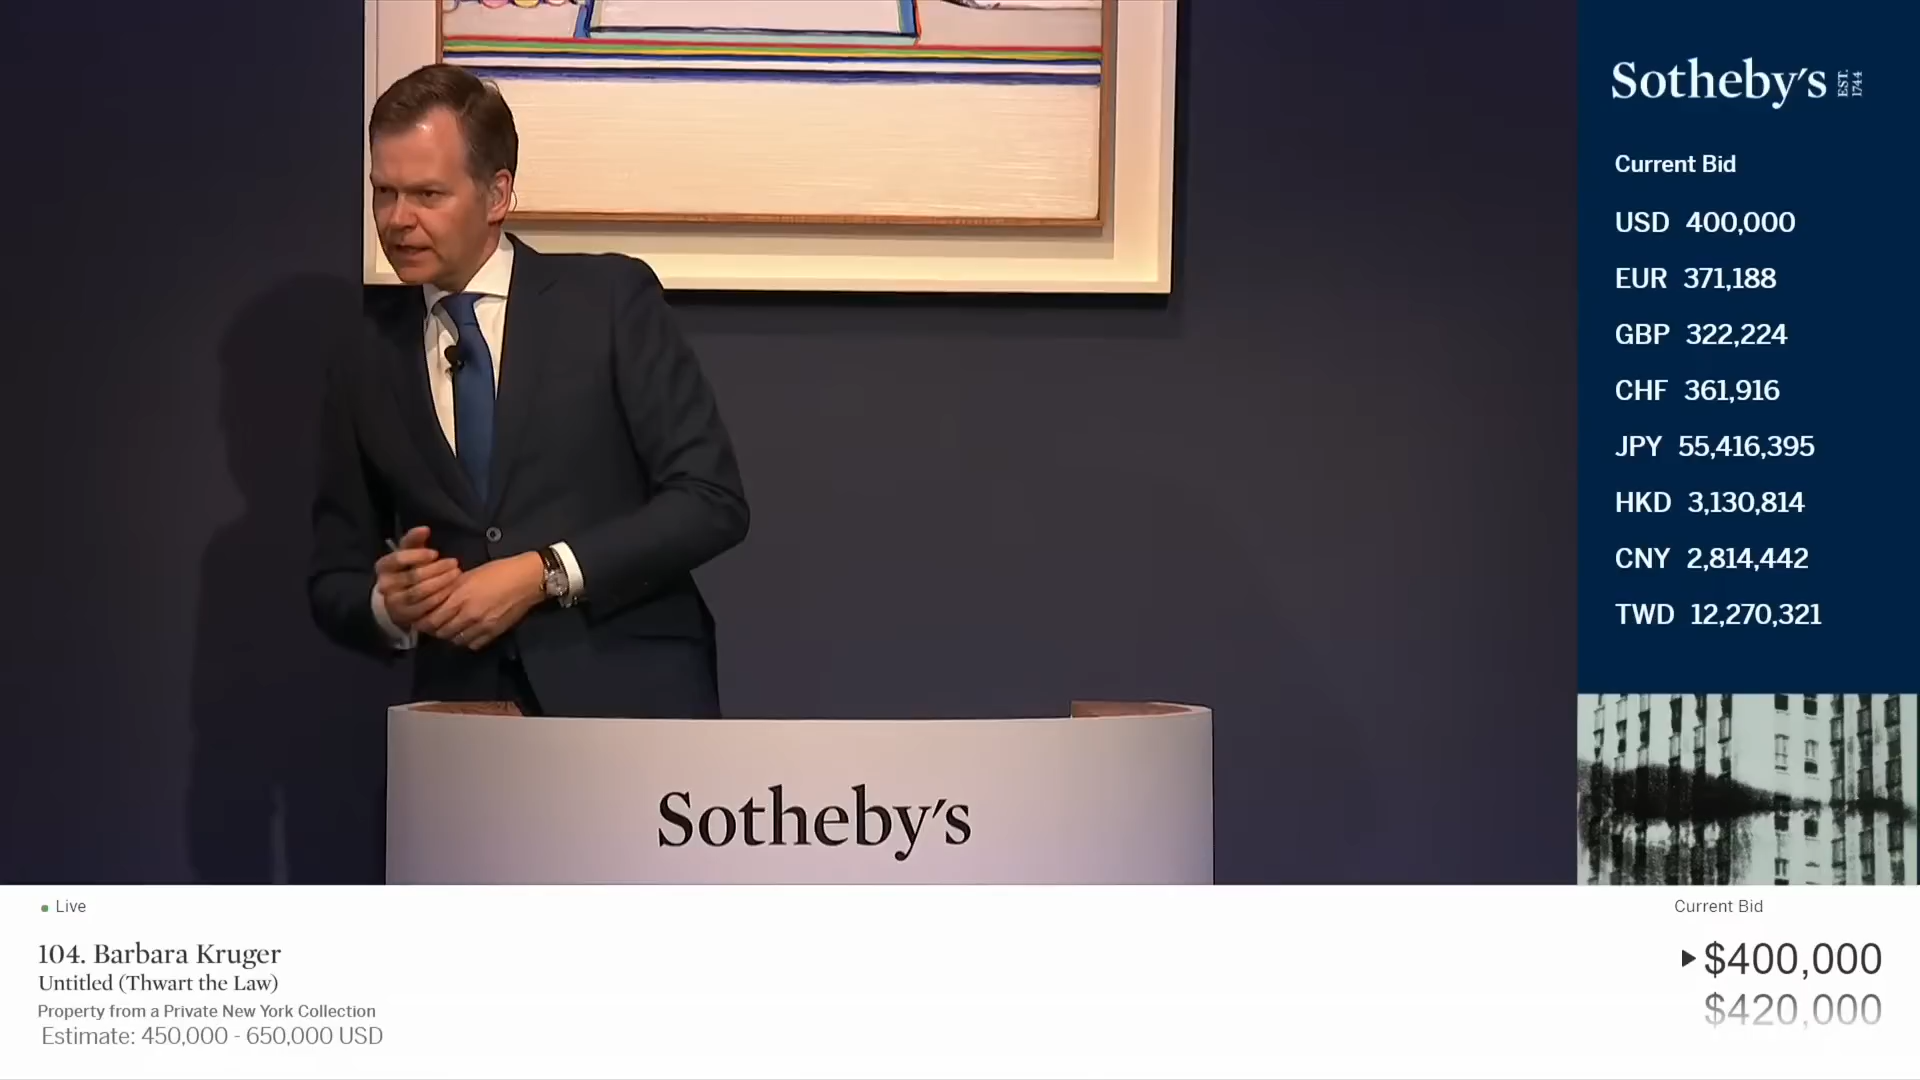 Sotheby's EST. 1744
Current Bid
USD 400,000
EUR 371,188
GBP 322,224
CHF 361,916
JPY 55,416,395
HKD 3,130,814
CNY 2,814,442
TWD 12,270,321
Sotheby's
Live
104. Barbara Kruger
Untitled (Thwart the Law)
Property from a Private New York Collection
Estimate: 450,000 - 650,000 USD
Current Bid
$400,000
$420,000